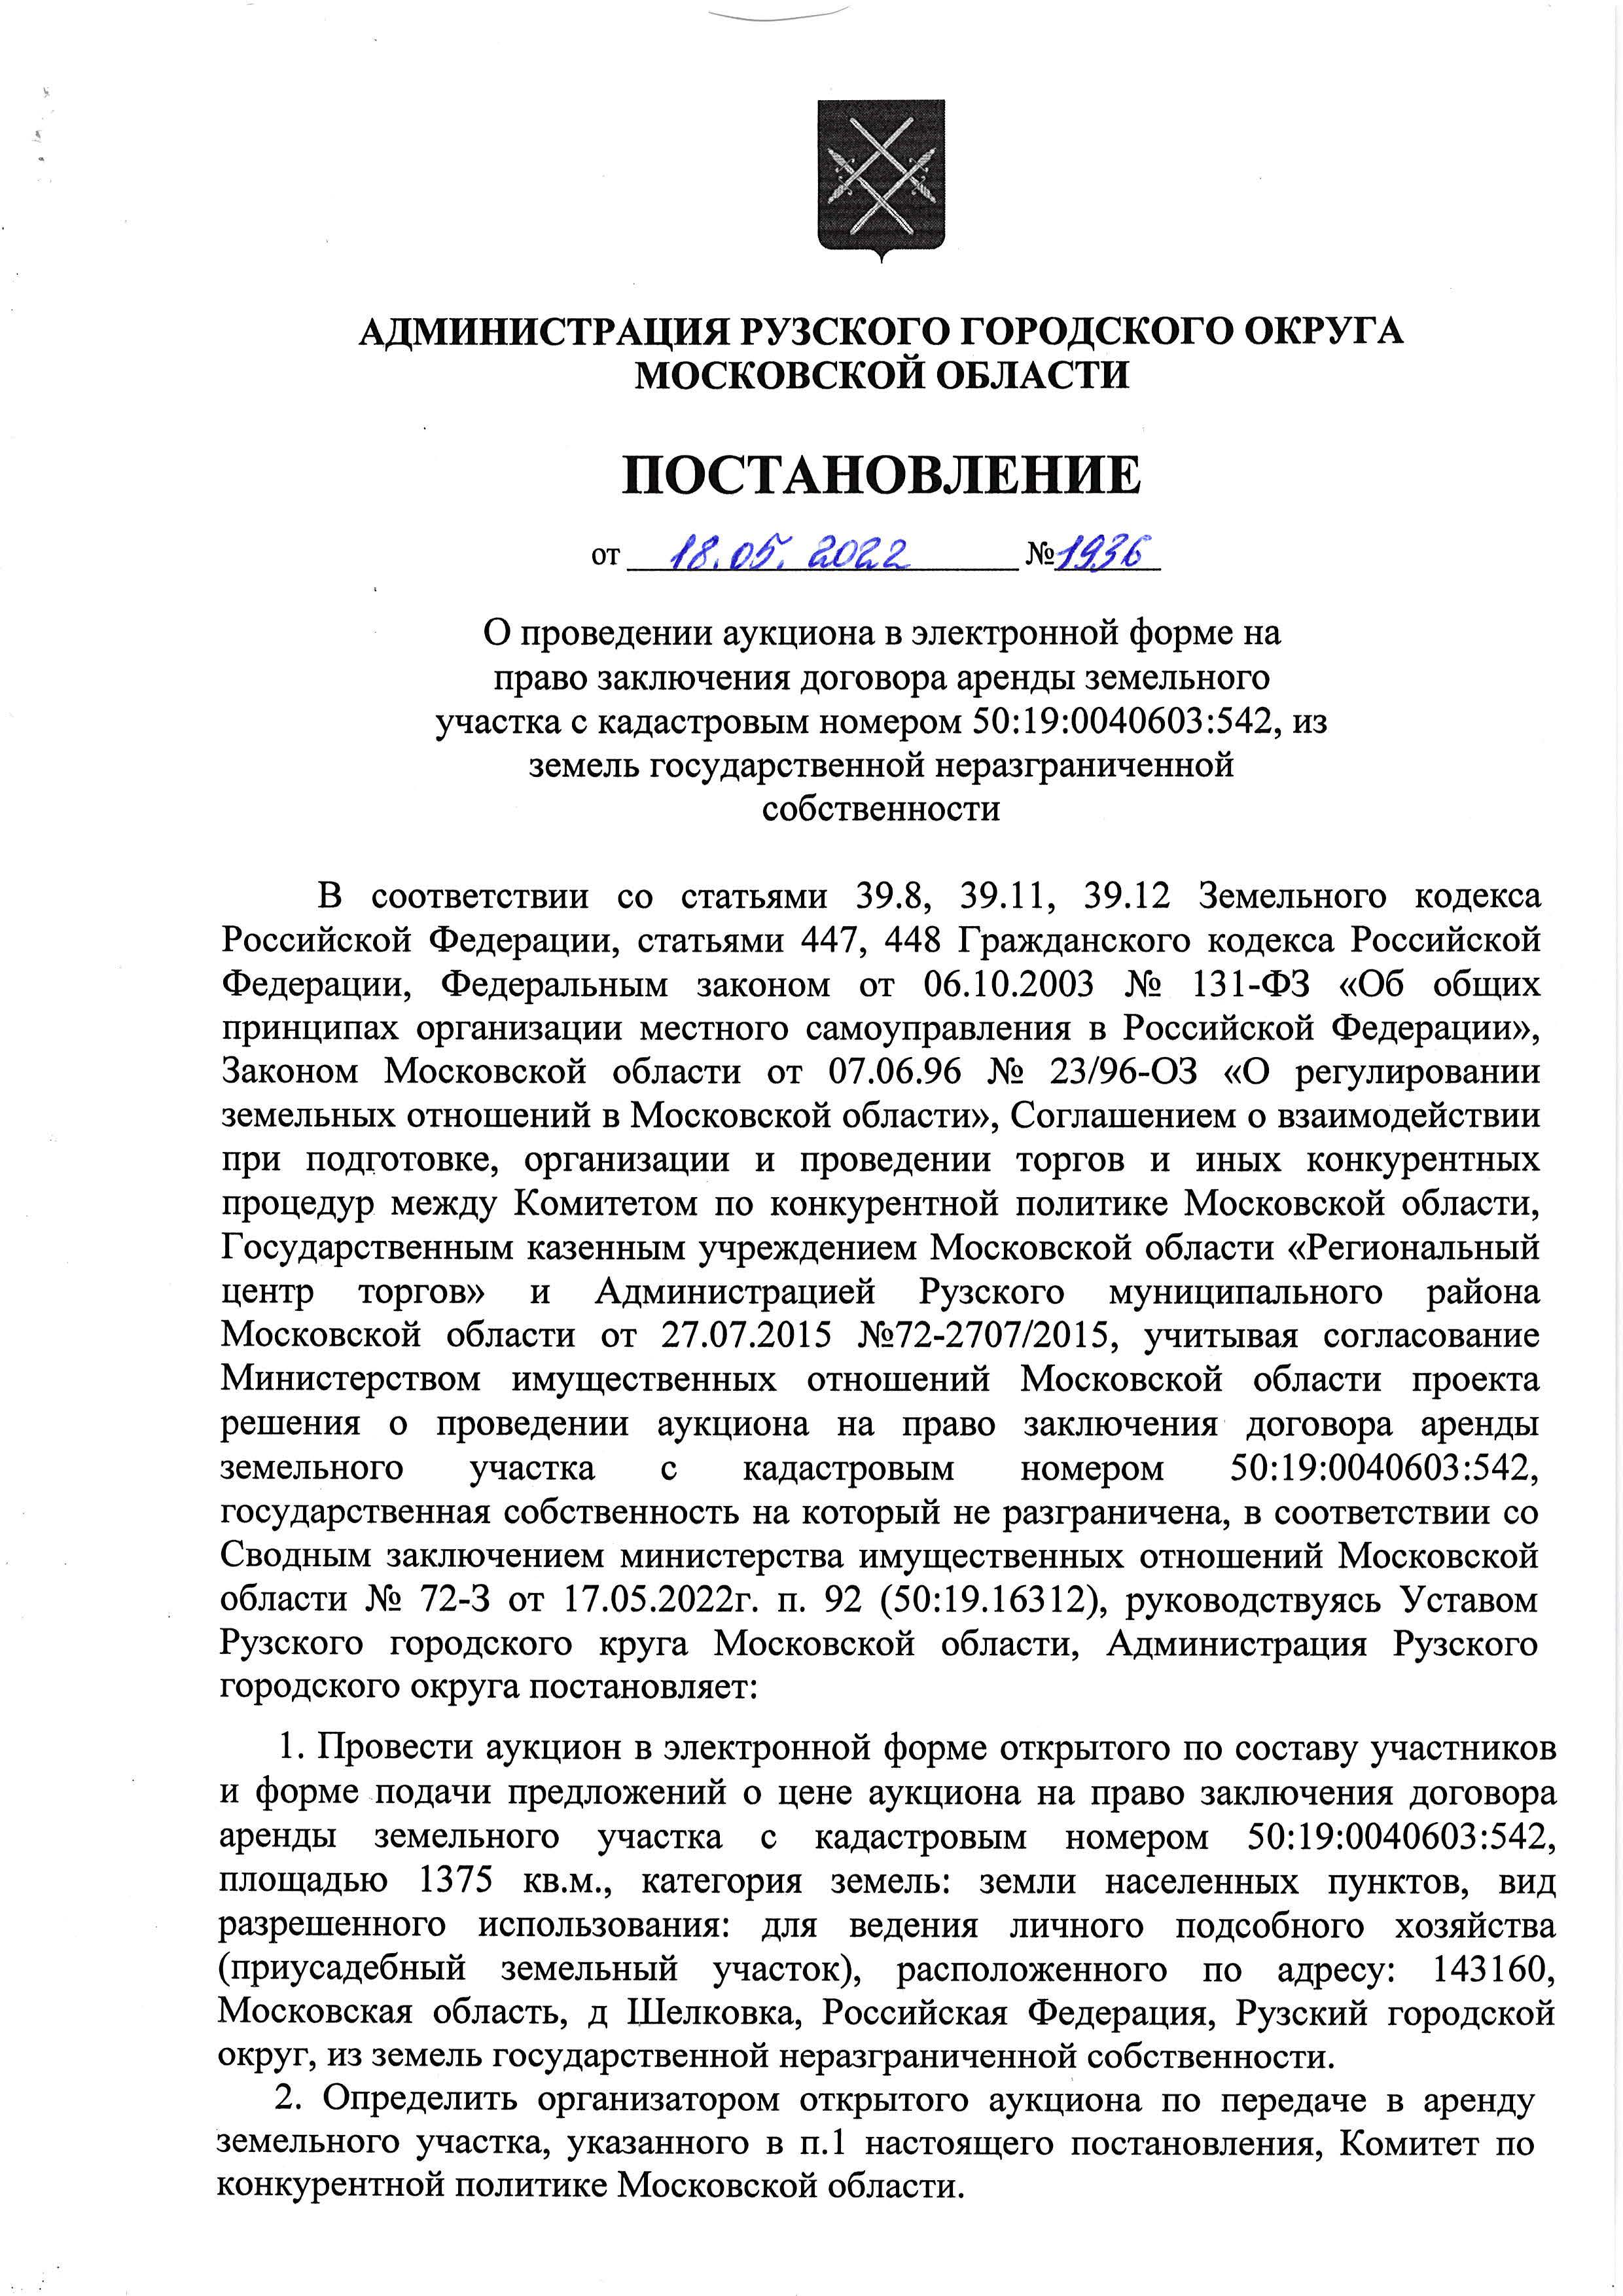 АДМИНИСТРАЦИЯ РУЗСКОГО ГОРОДСКОГО ОКРУГА
МОСКОВСКОЙ ОБЛАСТИ
ПОСТАНОВЛЕНИЕ
от 18.05.2022 № 1936
О проведении аукциона в электронной форме на
право заключения договора аренды земельного
участка с кадастровым номером 50:19:0040603:542, из
земель государственной неразграниченной
собственности
В соответствии со статьями 39.8, 39.11, 39.12 Земельного кодекса
Российской Федерации, статьями 447, 448 Гражданского кодекса Российской
Федерации, Федеральным законом от 06.10.2003 № 131-ФЗ «Об общих
принципах организации местного самоуправления в Российской Федерации»,
Законом Московской области от 07.06.96 № 23/96-ОЗ «О регулировании
земельных отношений в Московской области», Соглашением о взаимодействии
при подготовке, организации и проведении торгов и иных конкурентных
процедур между Комитетом по конкурентной политике Московской области,
Государственным казенным учреждением Московской области «Региональный
центр торгов» и Администрацией Рузского муниципального района
Московской области от 27.07.2015 №72-2707/2015, учитывая согласование
Министерством имущественных отношений Московской области проекта
решения о проведении аукциона на право заключения договора аренды
земельного участка с кадастровым номером 50:19:0040603:542,
государственная собственность на который не разграничена, в соответствии со
Сводным заключением министерства имущественных отношений Московской
области № 72-З от 17.05.2022г. п. 92 (50:19.16312), руководствуясь Уставом
Рузского городского круга Московской области, Администрация Рузского
городского округа постановляет:
1. Провести аукцион в электронной форме открытого по составу участников
и форме подачи предложений о цене аукциона на право заключения договора
аренды земельного участка с кадастровым номером 50:19:0040603:542,
площадью 1375 кв.м., категория земель: земли населенных пунктов, вид
разрешенного использования: для ведения личного подсобного хозяйства
(приусадебный земельный участок), расположенного по адресу: 143160,
Московская область, д Шелковка, Российская Федерация, Рузский городской
округ, из земель государственной неразграниченной собственности.
2. Определить организатором открытого аукциона по передаче в аренду
земельного участка, указанного в п.1 настоящего постановления, Комитет по
конкурентной политике Московской области.